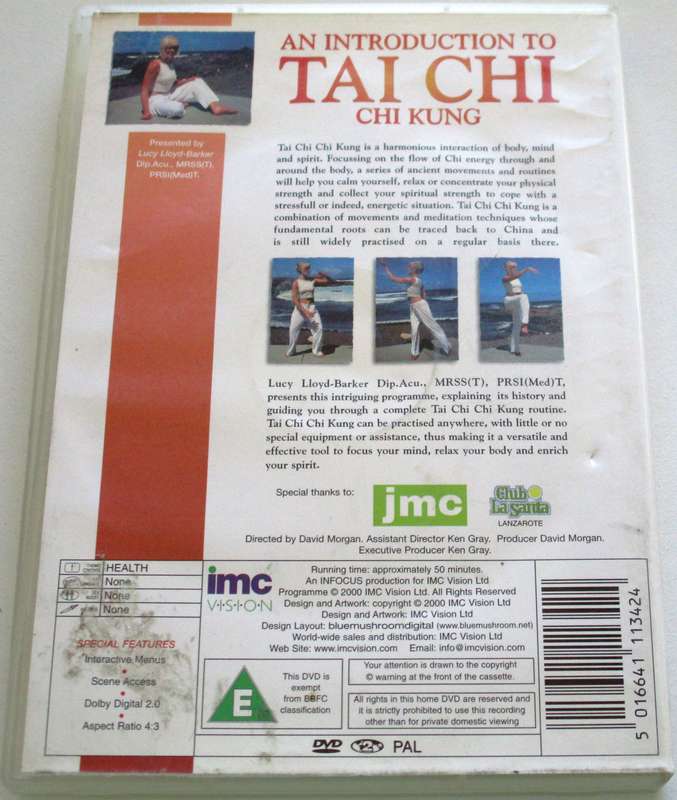 AN INTRODUCTION TO
TAI CHI
CHI KUNG
Presented by
Lucy Lloyd-Barker
Dip.Acu., MRSS(T),
PRSI(Med)T.
Tai Chi Chi Kung is a harmonious interaction of body, mind
and spirit. Focussing on the flow of Chi energy through and
around the body, a series of ancient movements and routines
will help you calm yourself, relax or concentrate your physical
strength and collect your spiritual strength to cope with a
stressfull or indeed, energetic situation. Tai Chi Chi Kung is a
combination of movements and meditation techniques whose
fundamental roots can be traced back to China and
is still widely practised on a regular basis there.
Lucy Lloyd-Barker Dip.Acu., MRSS(T), PRSI(Med)T,
presents this intriguing programme, explaining its history and
guiding you through a complete Tai Chi Chi Kung routine.
Tai Chi Chi Kung can be practised anywhere, with little or no
special equipment or assistance, thus making it a versatile and
effective tool to focus your mind, relax your body and enrich
your spirit.
Special thanks to:
jmc
Club
La Santa
LANZAROTE
Directed by David Morgan. Assistant Director Ken Gray. Producer David Morgan.
Executive Producer Ken Gray.
HEALTH
None
None
None
SPECIAL FEATURES
Interactive Menus
Scene Access
Dolby Digital 2.0
Aspect Ratio 4:3
imc
VISION
Running time: approximately 50 minutes.
An INFOCUS production for IMC Vision Ltd
Programme © 2000 IMC Vision Ltd. All Rights Reserved
Design and Artwork: copyright © 2000 IMC Vision Ltd
Design and Artwork: IMC Vision Ltd
Design Layout: bluemushroomdigital (www.bluemushroom.net)
World-wide sales and distribution: IMC Vision Ltd
Web Site: www.imcvision.com Email: info@imcvision.com
E
This DVD is
exempt
from BBFC
classification
Your attention is drawn to the copyright
© warning at the front of the cassette.
All rights in this home DVD are reserved and
it is strictly prohibited to use this recording
other than for private domestic viewing
DVD 2 PAL
5 016641 113424